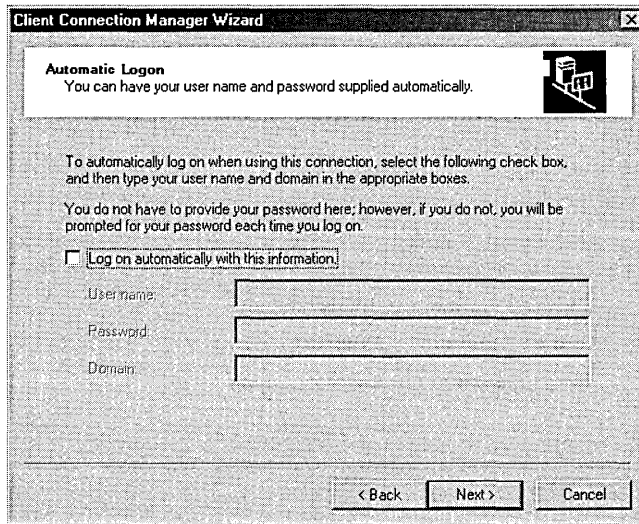 Client Connection Manager Wizard
Automatic Logon
You can have your user name and password supplied automatically.
To automatically log on when using this connection, select the following check box,
and then type your user name and domain in the appropriate boxes.
You do not have to provide your password here; however, if you do not, you will be
prompted for your password each time you log on.
Log on automatically with this information.
User name:
Password:
Domain:
< Back
Next >
Cancel